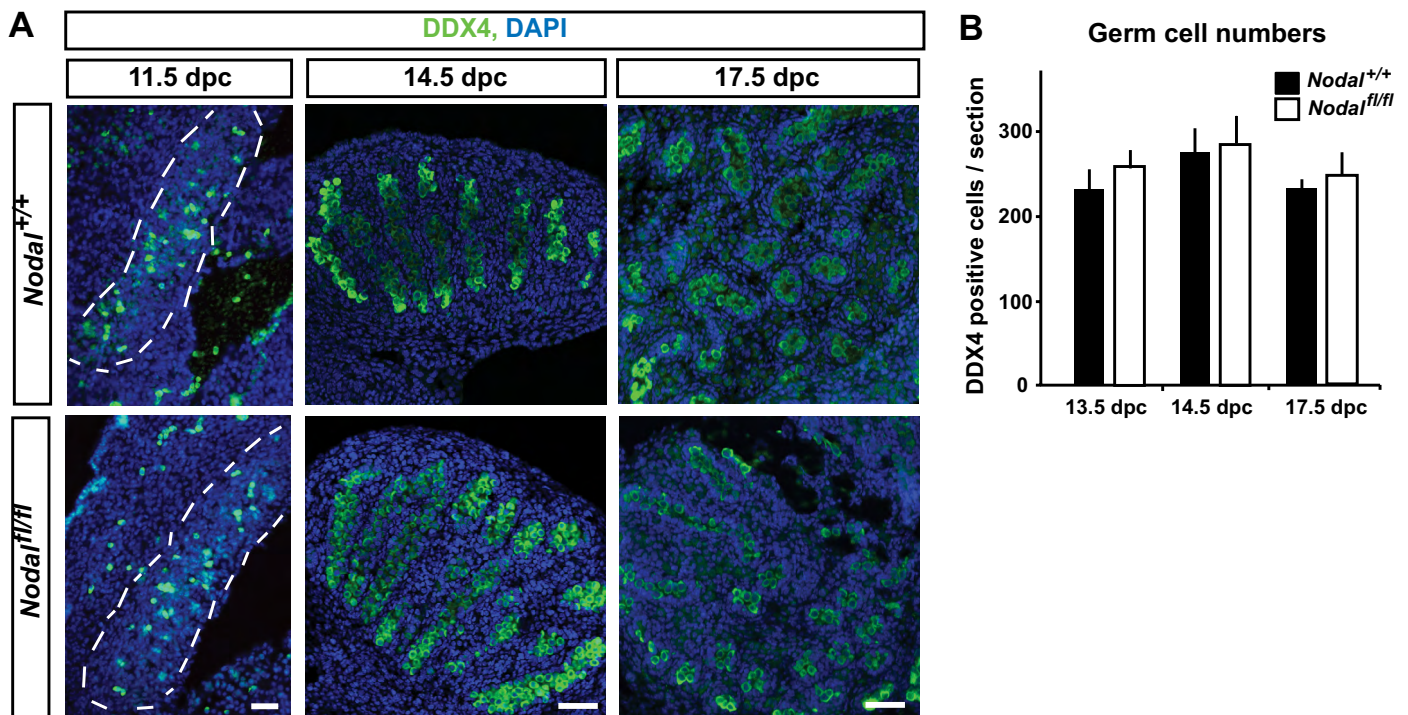 A
DDX4, DAPI
11.5 dpc
14.5 dpc
17.5 dpc
Nodal+/+
Nodalfl/fl
B
Germ cell numbers
Nodal+/+
Nodalfl/fl
DDX4 positive cells / section
300
200
100
0
13.5 dpc
14.5 dpc
17.5 dpc